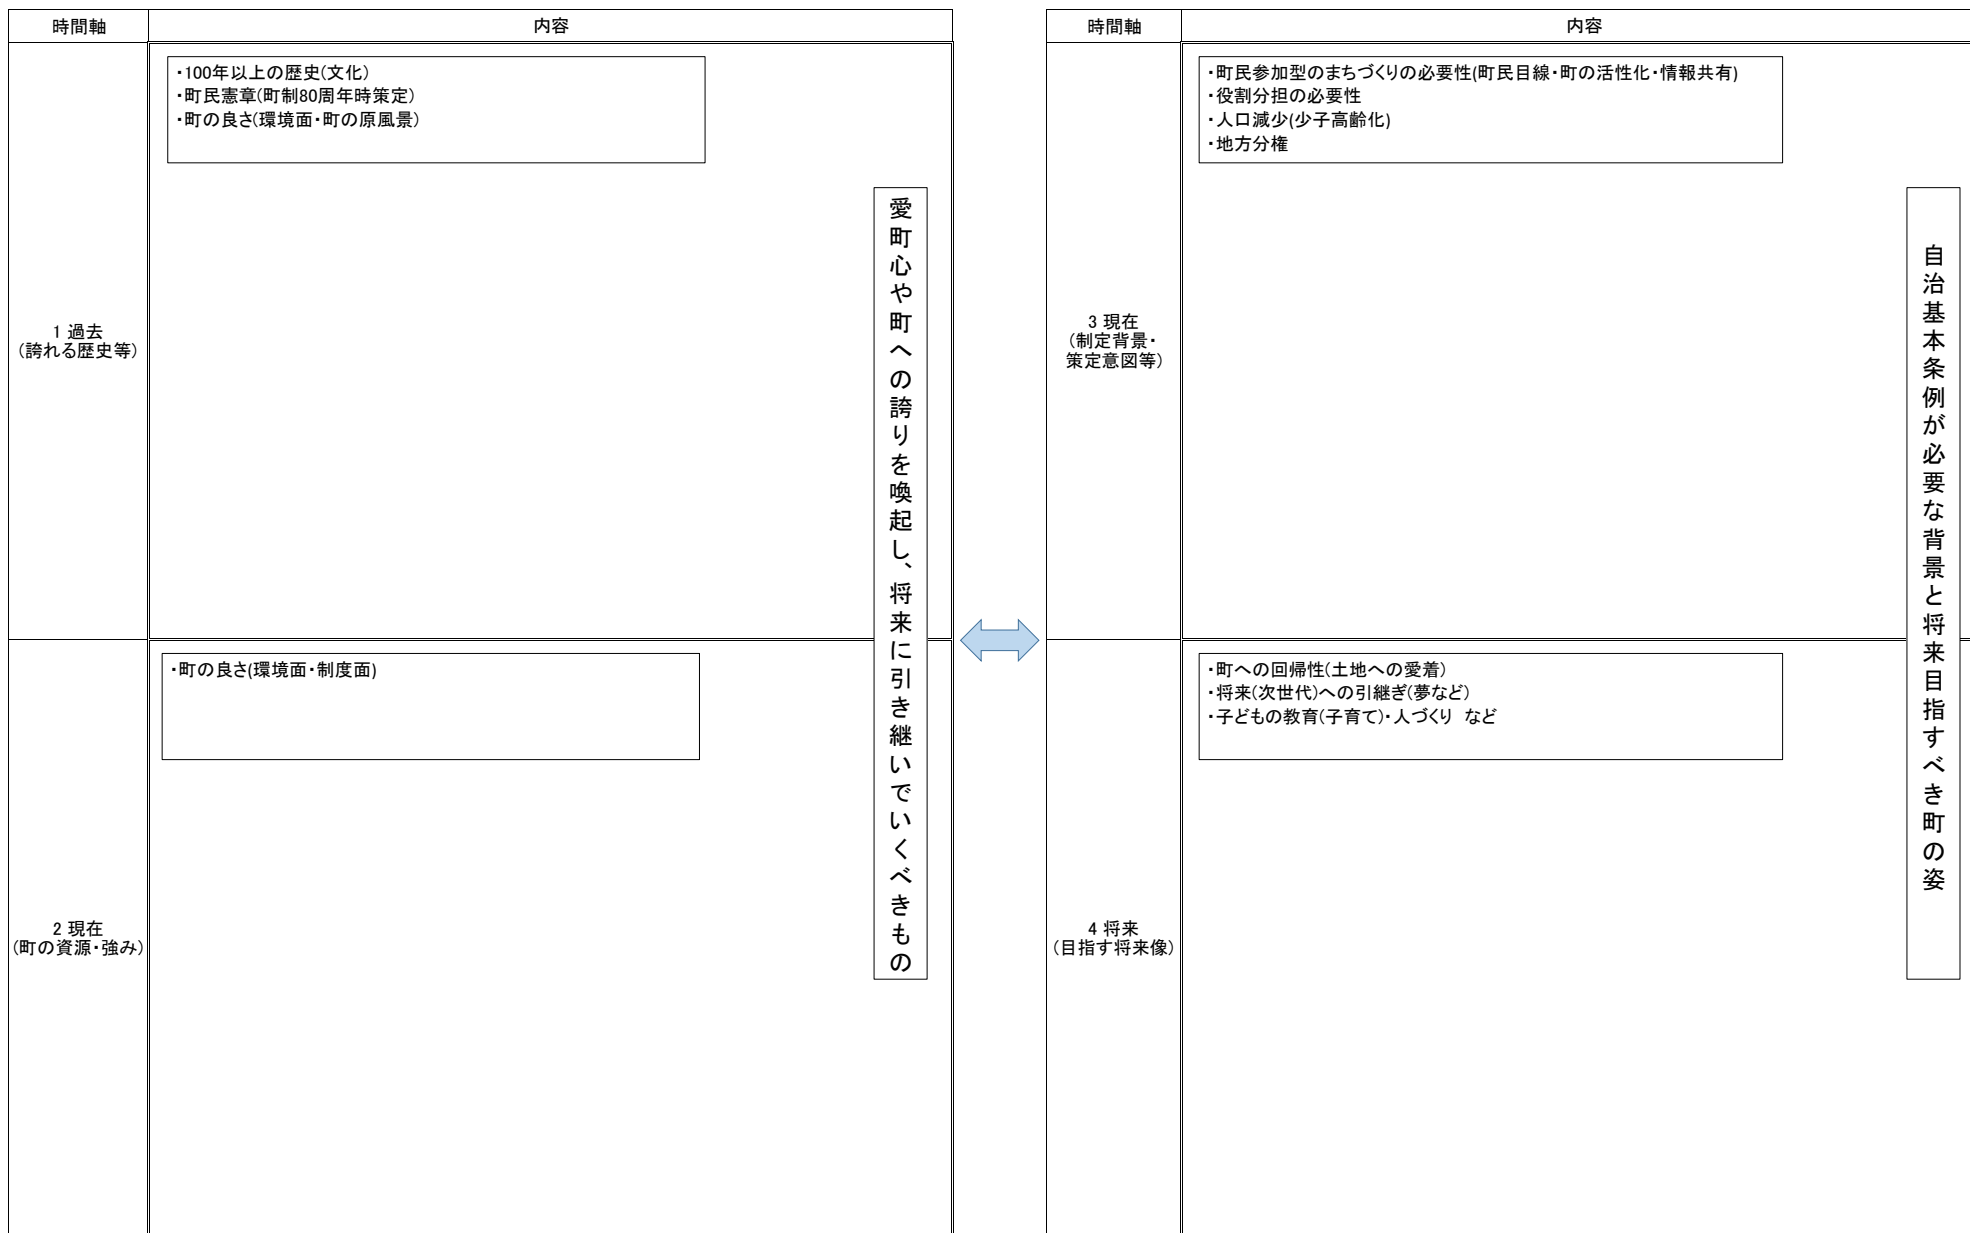 時間軸
内容
1 過去
(誇れる歴史等)
・100年以上の歴史(文化)
・町民憲章(町制80周年時策定)
・町の良さ(環境面・町の原風景)
愛町心や町への誇りを喚起し、将来に引き継いでいくべきもの
2 現在
(町の資源・強み)
・町の良さ(環境面・制度面)
時間軸
内容
3 現在
(制定背景・
策定意図等)
・町民参加型のまちづくりの必要性(町民目線・町の活性化・情報共有)
・役割分担の必要性
・人口減少(少子高齢化)
・地方分権
自治基本条例が必要な背景と将来目指すべき町の姿
4 将来
(目指す将来像)
・町への回帰性(土地への愛着)
・将来(次世代)への引継ぎ(夢など)
・子どもの教育(子育て)・人づくり など